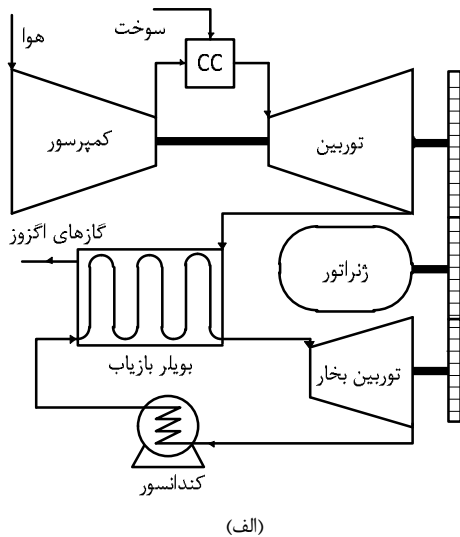 سوخت
هوا
CC
کمپرسور
توربین
گازهای اگزوز
ژنراتور
بویلر بازیاب
توربین بخار
کندانسور
(الف)